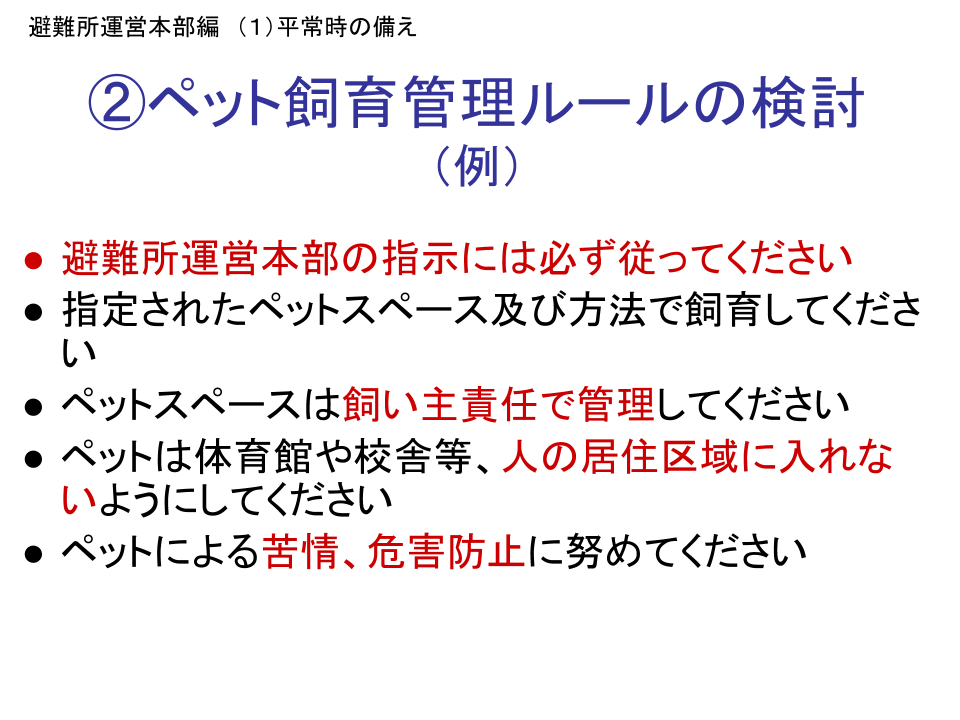 避難所運営本部編　（１）平常時の備え
②ペット飼育管理ルールの検討
（例）
● 避難所運営本部の指示には必ず従ってください
● 指定されたペットスペース及び方法で飼育してくださ
い
● ペットスペースは飼い主責任で管理してください
● ペットは体育館や校舎等、人の居住区域に入れな
いようにしてください
● ペットによる苦情、危害防止に努めてください